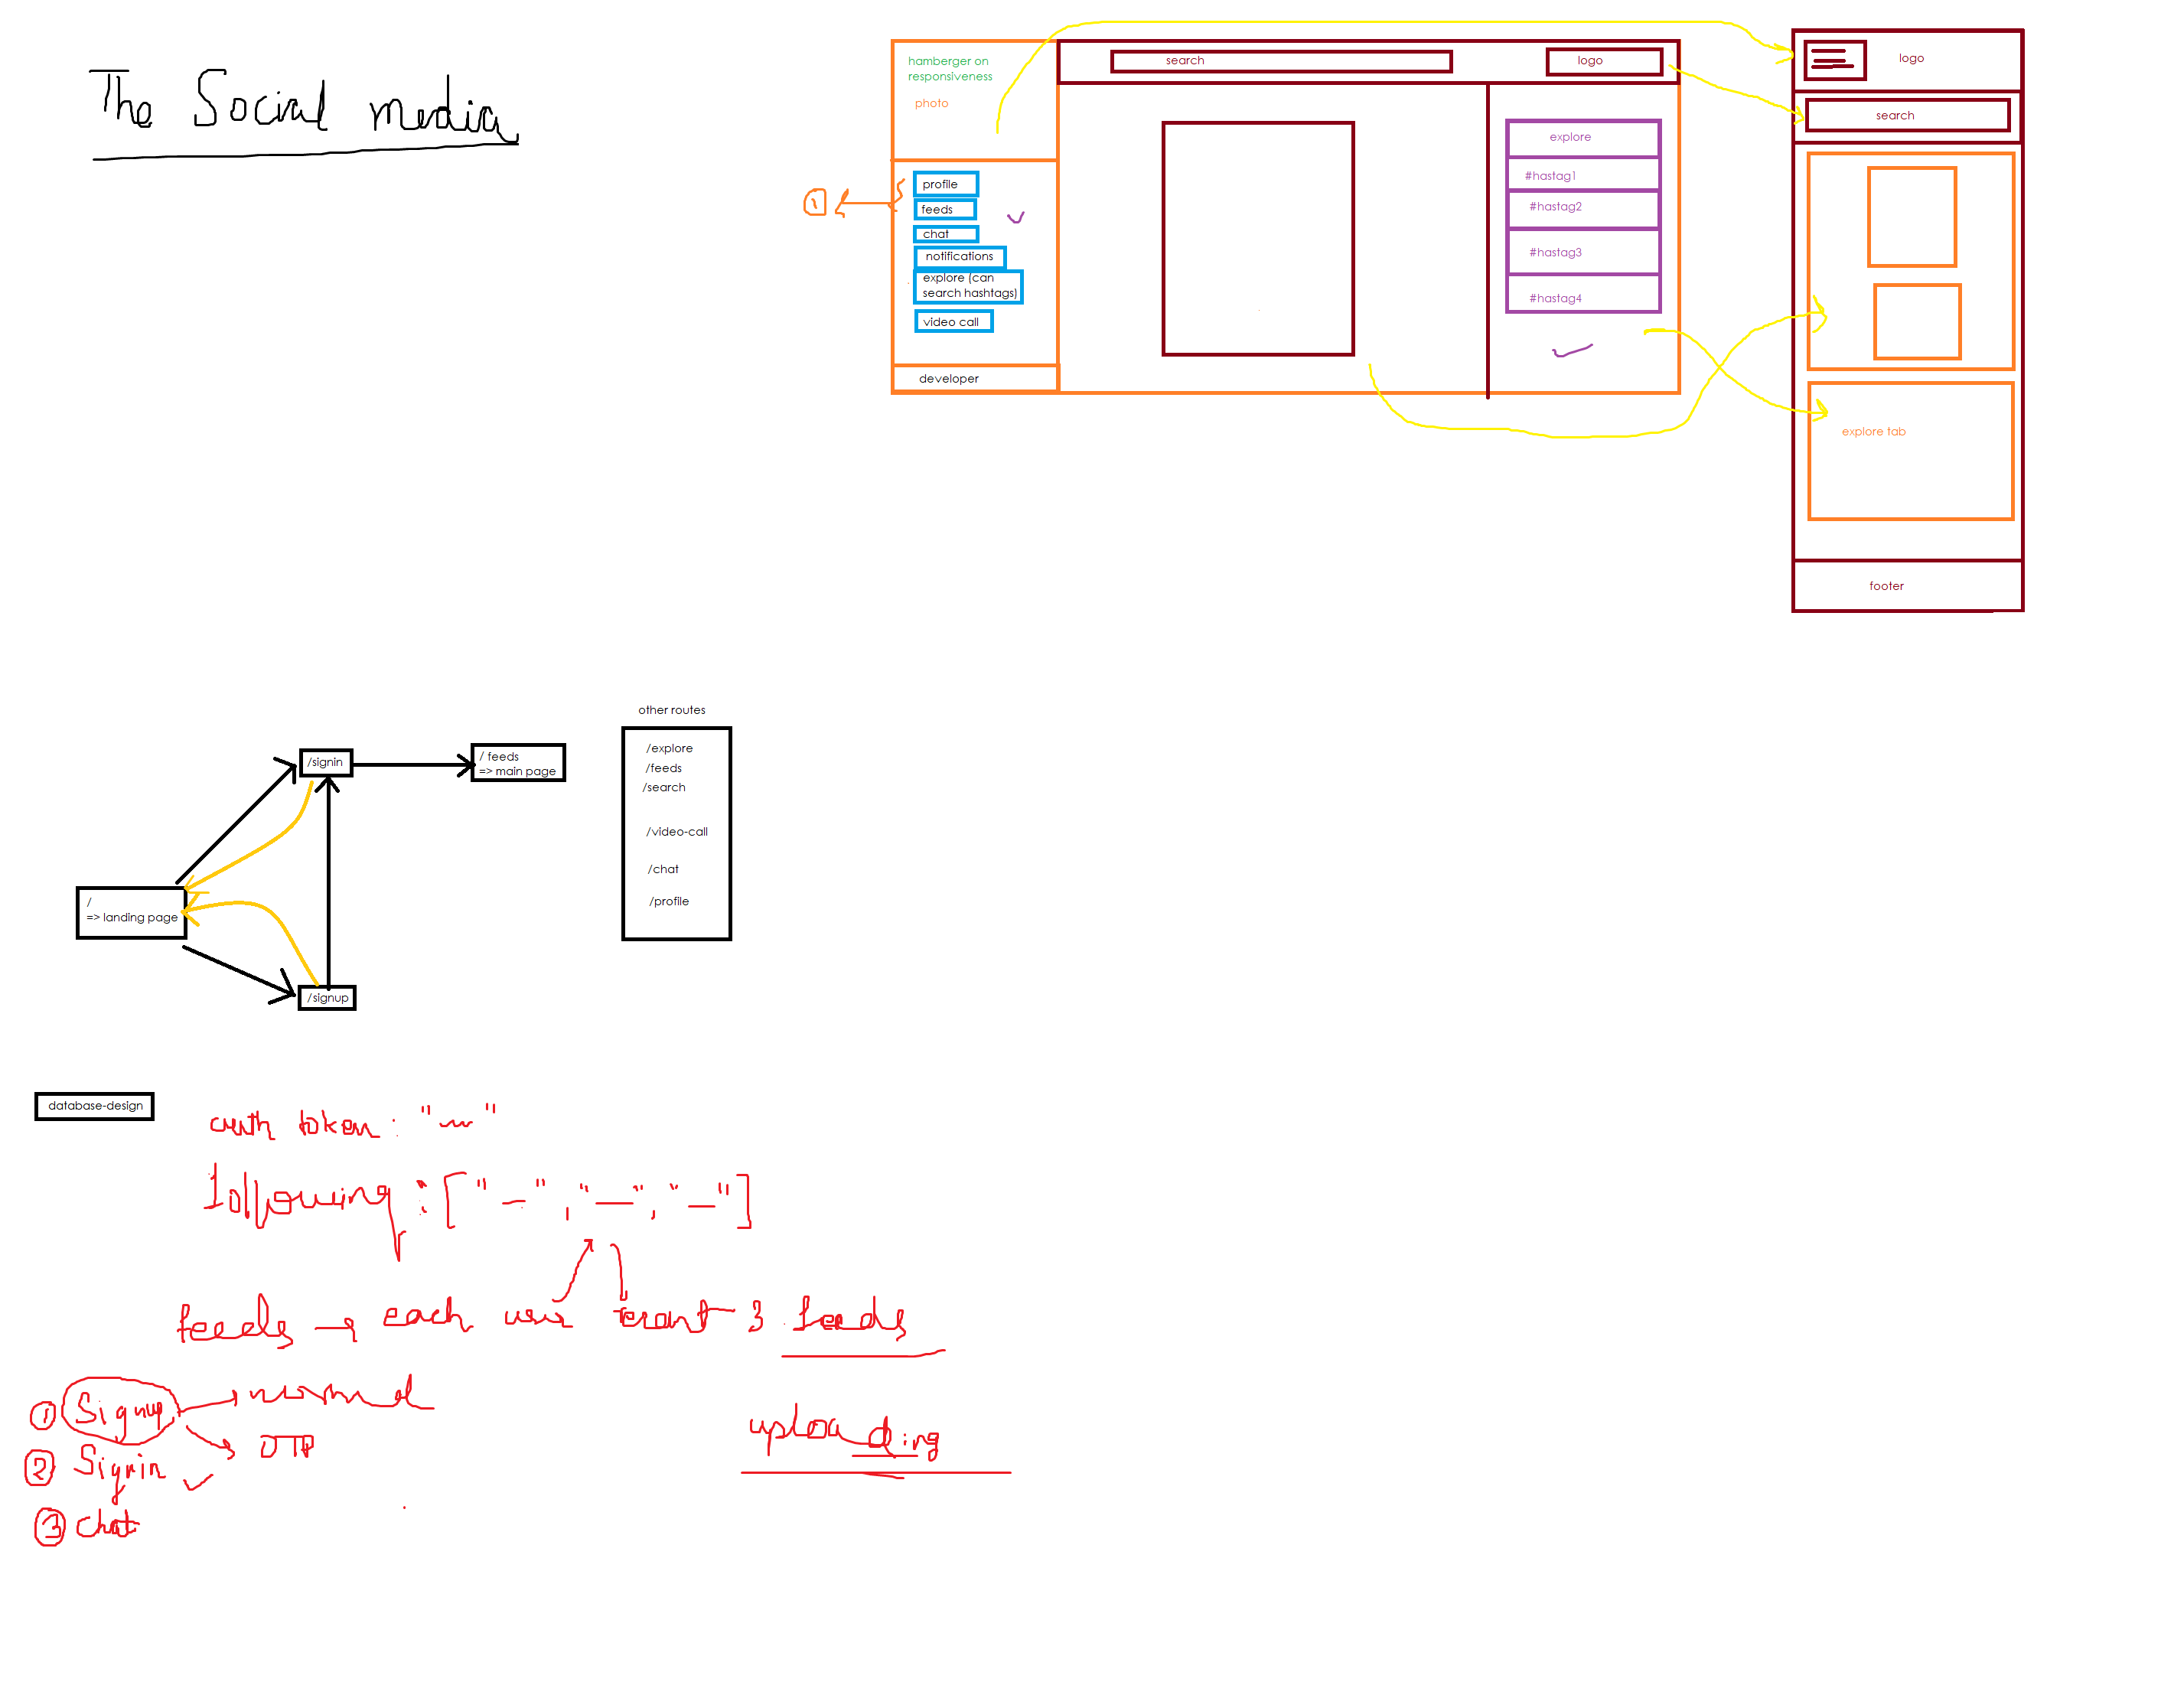 The Social media
hamberger on
responsiveness
photo
search
logo
profile
feeds
chat
notifications
explore (can
search hashtags)
video call
developer
1
explore
#hastag1
#hastag2
#hastag3
#hastag4
logo
search
explore tab
footer
other routes
/explore
/feeds
/search
/video-call
/chat
/profile
/signin
/ feeds
=> main page
/
=> landing page
/signup
database-design
auth token : "~"
following : ["—", "—", "—"]
feeds → each user recent 3 feeds
① Signup → normal
OTP
② Signin ✓
③ chat
uploading